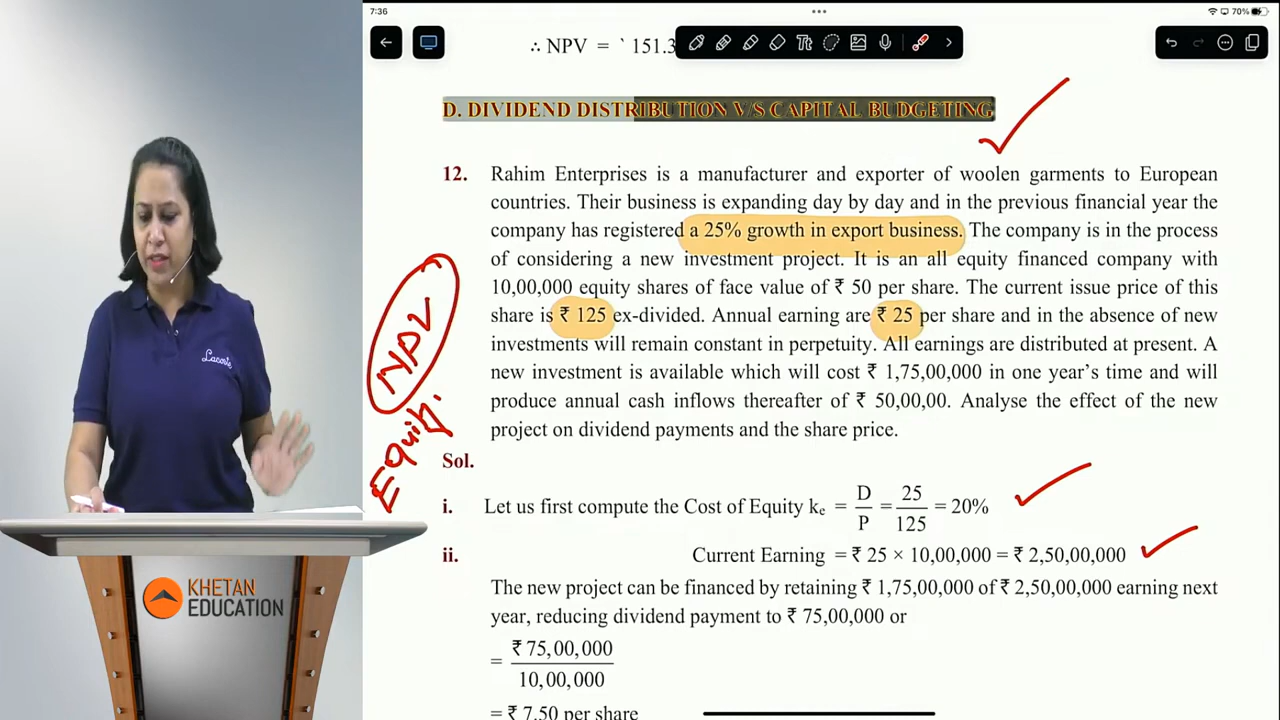 7:36
70%
∴ NPV = ` 151.3
D. DIVIDEND DISTRIBUTION V/S CAPITAL BUDGETING
12. Rahim Enterprises is a manufacturer and exporter of woolen garments to European
countries. Their business is expanding day by day and in the previous financial year the
company has registered a 25% growth in export business. The company is in the process
of considering a new investment project. It is an all equity financed company with
10,00,000 equity shares of face value of ₹ 50 per share. The current issue price of this
share is ₹ 125 ex-divided. Annual earning are ₹ 25 per share and in the absence of new
investments will remain constant in perpetuity. All earnings are distributed at present. A
new investment is available which will cost ₹ 1,75,00,000 in one year's time and will
produce annual cash inflows thereafter of ₹ 50,00,00. Analyse the effect of the new
project on dividend payments and the share price.
NPV
Equity
Sol.
i. Let us first compute the Cost of Equity kₑ = D/P = 25/125 = 20%
ii. Current Earning = ₹ 25 × 10,00,000 = ₹ 2,50,00,000
The new project can be financed by retaining ₹ 1,75,00,000 of ₹ 2,50,00,000 earning next
year, reducing dividend payment to ₹ 75,00,000 or
= ₹ 75,00,000
10,00,000
= ₹ 7.50 per share
Lacoste
KHETAN
EDUCATION